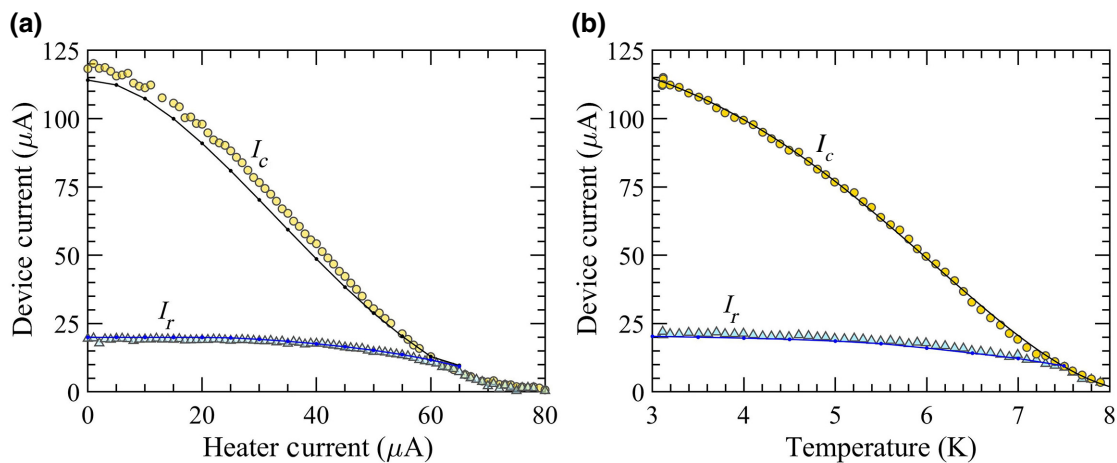 (a)
125
100
75
50
25
0
Device current (μA)
I_c
I_r
0 20 40 60 80
Heater current (μA)
(b)
125
100
75
50
25
0
Device current (μA)
I_c
I_r
3 4 5 6 7 8
Temperature (K)